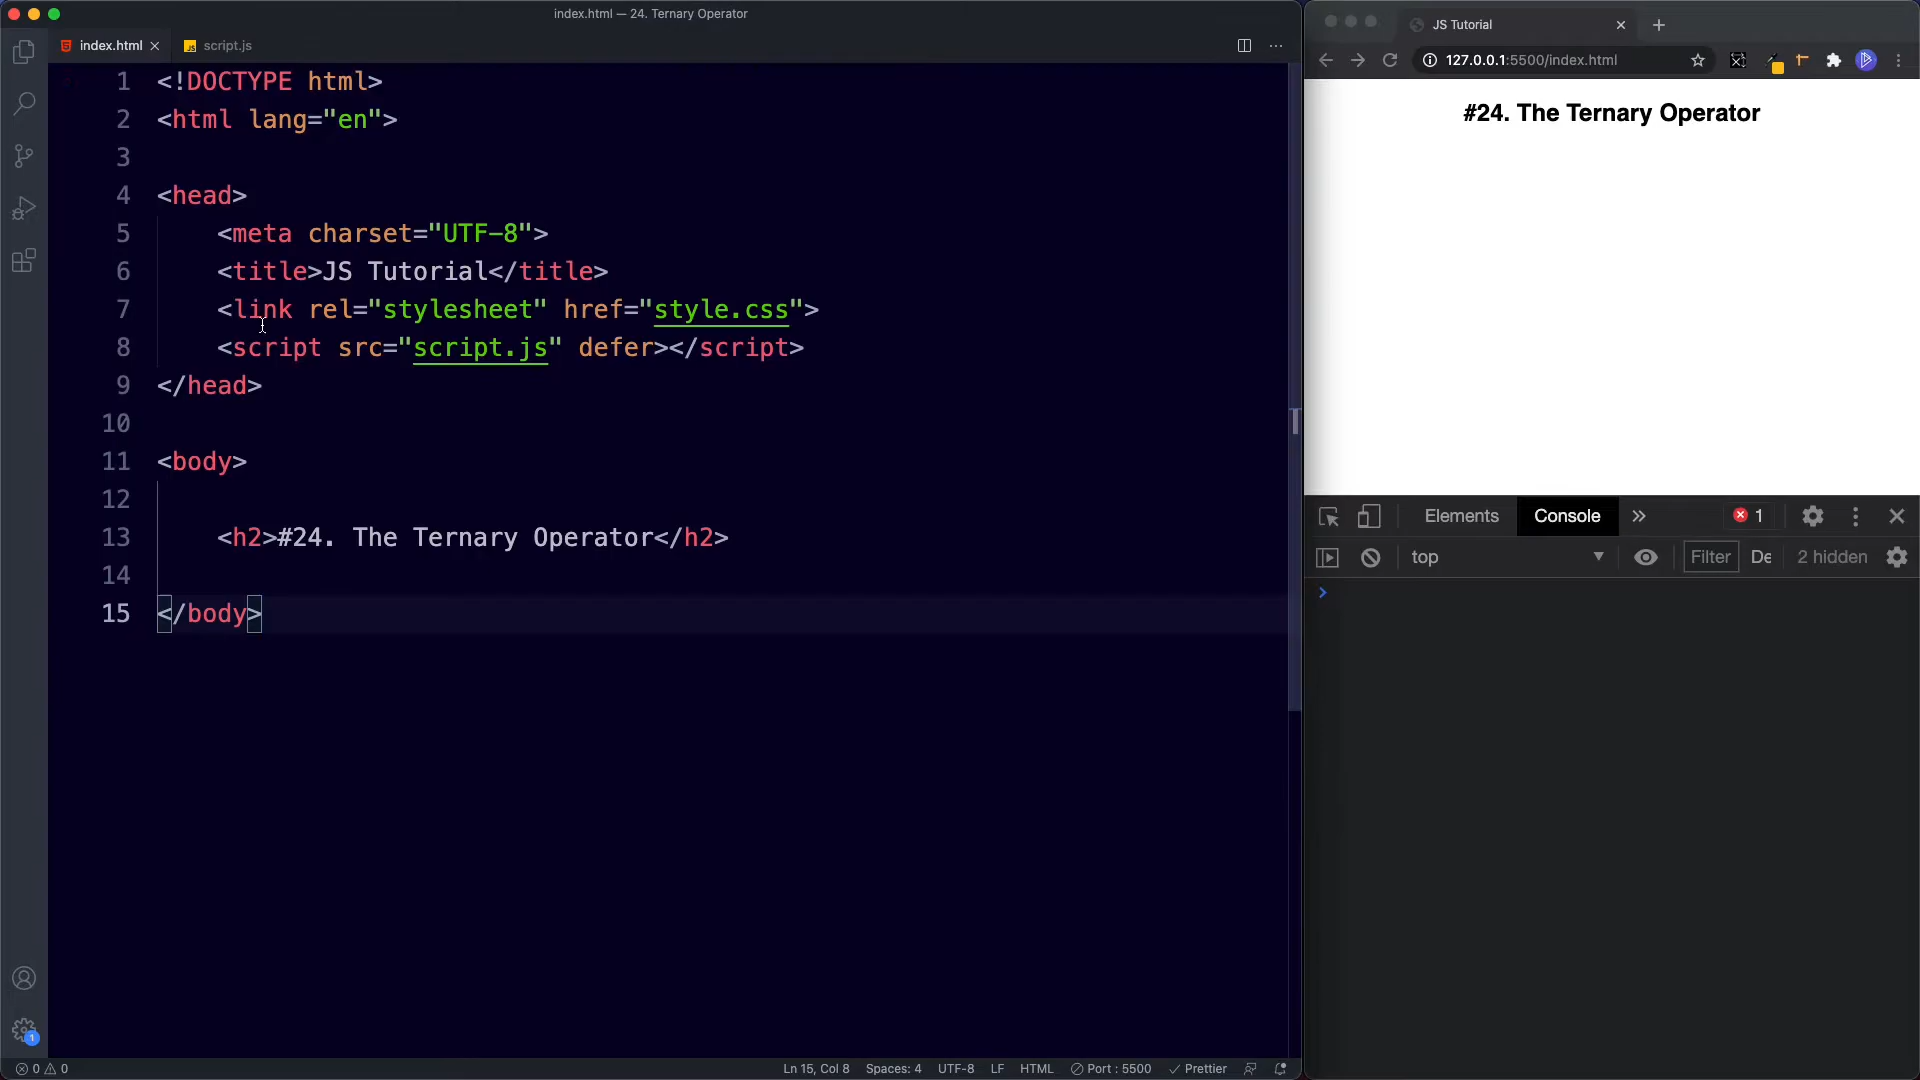 index.html — 24. Ternary Operator
index.html
script.js
1 <!DOCTYPE html>
2 <html lang="en">
3
4 <head>
5 <meta charset="UTF-8">
6 <title>JS Tutorial</title>
7 <link rel="stylesheet" href="style.css">
8 <script src="script.js" defer></script>
9 </head>
10
11 <body>
12
13 <h2>#24. The Ternary Operator</h2>
14
15 </body>
1
0 0
Ln 15, Col 8
Spaces: 4
UTF-8
LF
HTML
Port : 5500
Prettier
JS Tutorial
127.0.0.1:5500/index.html
#24. The Ternary Operator
Elements
Console
1
top
Filter
De
2 hidden